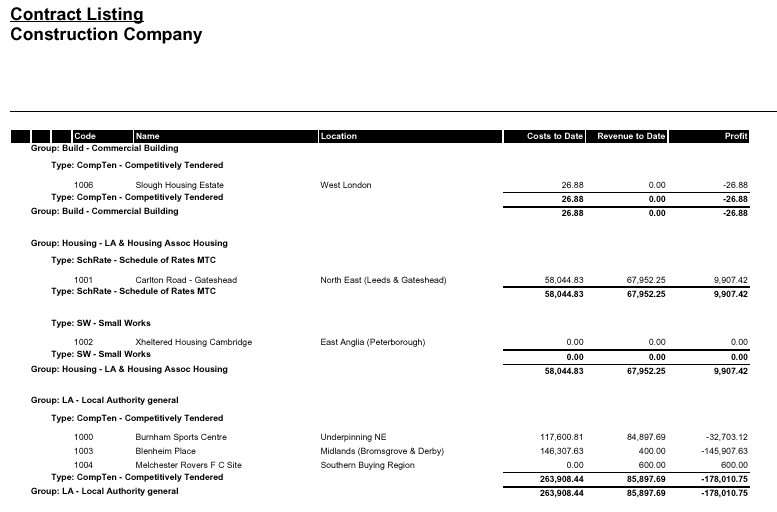 Contract Listing
Construction Company
Code Name Location Costs to Date Revenue to Date Profit
Group: Build - Commercial Building
Type: CompTen - Competitively Tendered
1006 Slough Housing Estate West London 26.88 0.00 -26.88
Type: CompTen - Competitively Tendered 26.88 0.00 -26.88
Group: Build - Commercial Building 26.88 0.00 -26.88
Group: Housing - LA & Housing Assoc Housing
Type: SchRate - Schedule of Rates MTC
1001 Carlton Road - Gateshead North East (Leeds & Gateshead) 58,044.83 67,952.25 9,907.42
Type: SchRate - Schedule of Rates MTC 58,044.83 67,952.25 9,907.42
Type: SW - Small Works
1002 Xheltered Housing Cambridge East Anglia (Peterborough) 0.00 0.00 0.00
Type: SW - Small Works 0.00 0.00 0.00
Group: Housing - LA & Housing Assoc Housing 58,044.83 67,952.25 9,907.42
Group: LA - Local Authority general
Type: CompTen - Competitively Tendered
1000 Burnham Sports Centre Underpinning NE 117,600.81 84,897.69 -32,703.12
1003 Blenheim Place Midlands (Bromsgrove & Derby) 146,307.63 400.00 -145,907.63
1004 Melchester Rovers F C Site Southern Buying Region 0.00 600.00 600.00
Type: CompTen - Competitively Tendered 263,908.44 85,897.69 -178,010.75
Group: LA - Local Authority general 263,908.44 85,897.69 -178,010.75